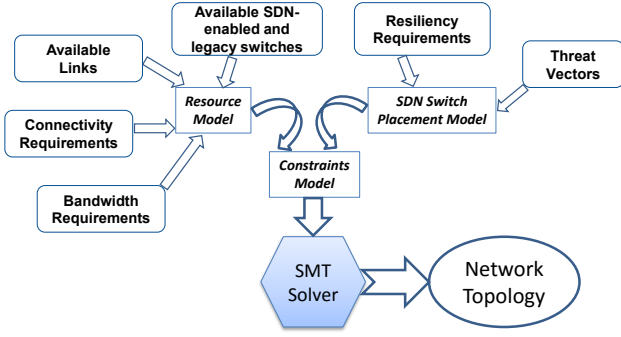 Available SDN-
enabled and
legacy switches
Resiliency
Requirements
Available
Links
Threat
Vectors
Resource
Model
SDN Switch
Placement Model
Connectivity
Requirements
Constraints
Model
Bandwidth
Requirements
SMT
Solver
Network
Topology